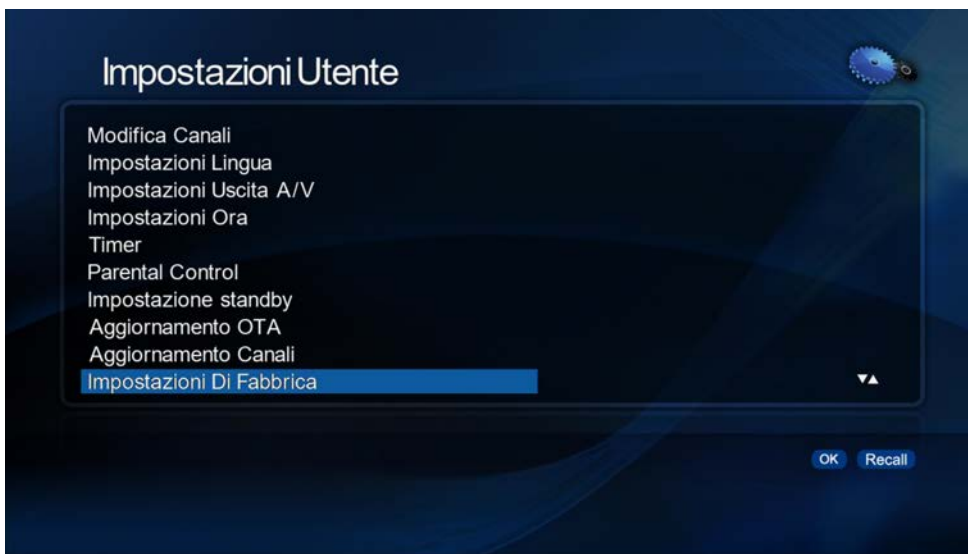 Impostazioni Utente
Modifica Canali
Impostazioni Lingua
Impostazioni Uscita A/V
Impostazioni Ora
Timer
Parental Control
Impostazione standby
Aggiornamento OTA
Aggiornamento Canali
Impostazioni Di Fabbrica
OK Recall